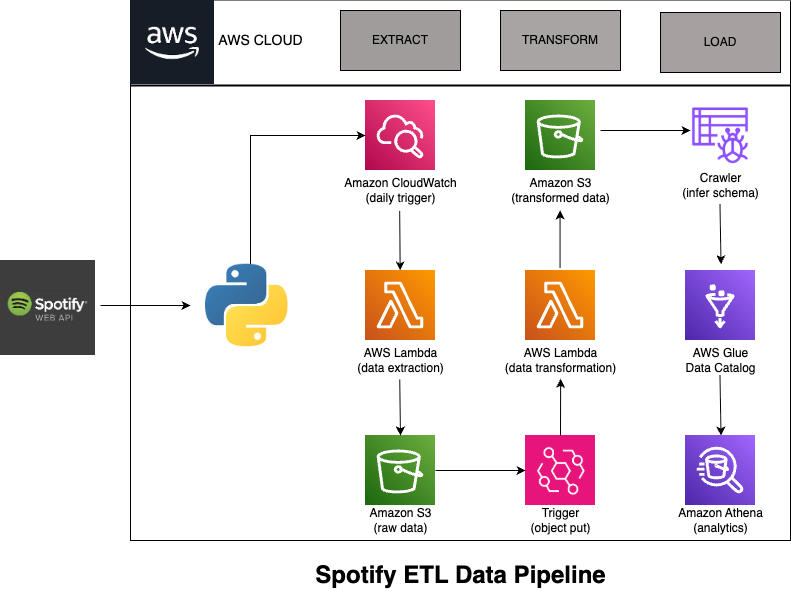 aws
AWS CLOUD
EXTRACT
TRANSFORM
LOAD
Amazon CloudWatch
(daily trigger)
Amazon S3
(transformed data)
Crawler
(infer schema)
Spotify
WEB API
AWS Lambda
(data extraction)
AWS Lambda
(data transformation)
AWS Glue
Data Catalog
Amazon S3
(raw data)
Trigger
(object put)
Amazon Athena
(analytics)
Spotify ETL Data Pipeline